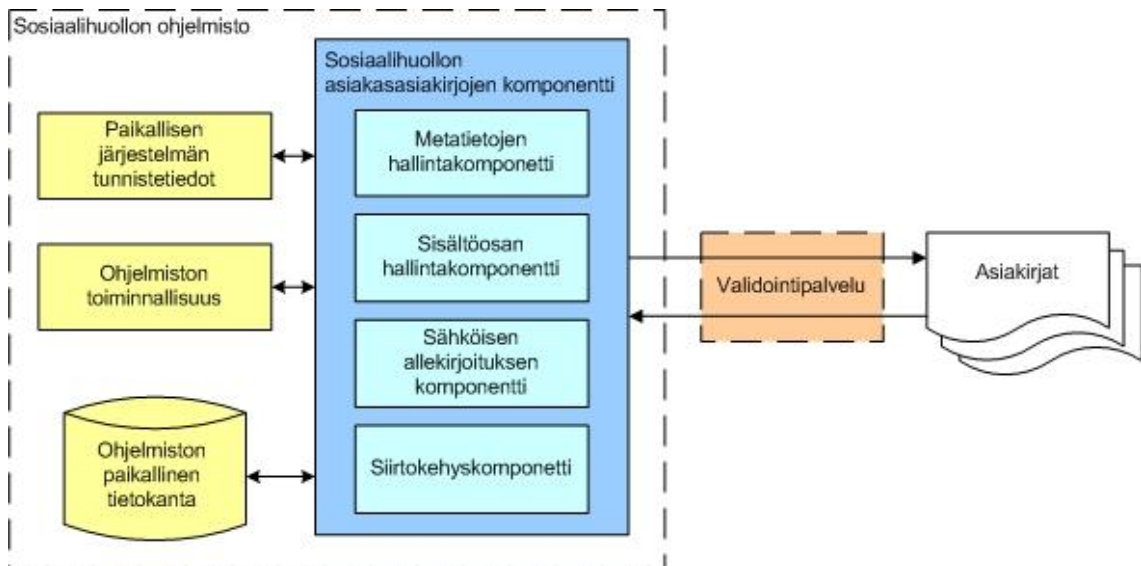 Sosiaalihuollon ohjelmisto
Paikallisen
järjestelmän
tunnistetiedot
Ohjelmiston
toiminnallisuus
Ohjelmiston
paikallinen
tietokanta
Sosiaalihuollon
asiakasasiakirjojen komponentti
Metatietojen
hallintakomponetti
Sisältöosan
hallintakomponentti
Sähköisen
allekirjoituksen
komponentti
Siirtokehyskomponetti
Validointipalvelu
Asiakirjat